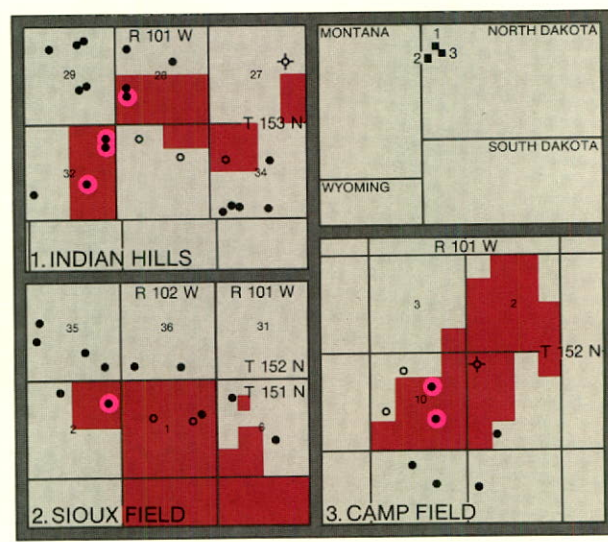 R 101 W
29
28
27
T 153 N
32
34
1. INDIAN HILLS
MONTANA
NORTH DAKOTA
1
2
3
SOUTH DAKOTA
WYOMING
R 102 W
R 101 W
35
36
31
T 152 N
T 151 N
2
1
6
2. SIOUX FIELD
R 101 W
3
2
T 152 N
10
3. CAMP FIELD